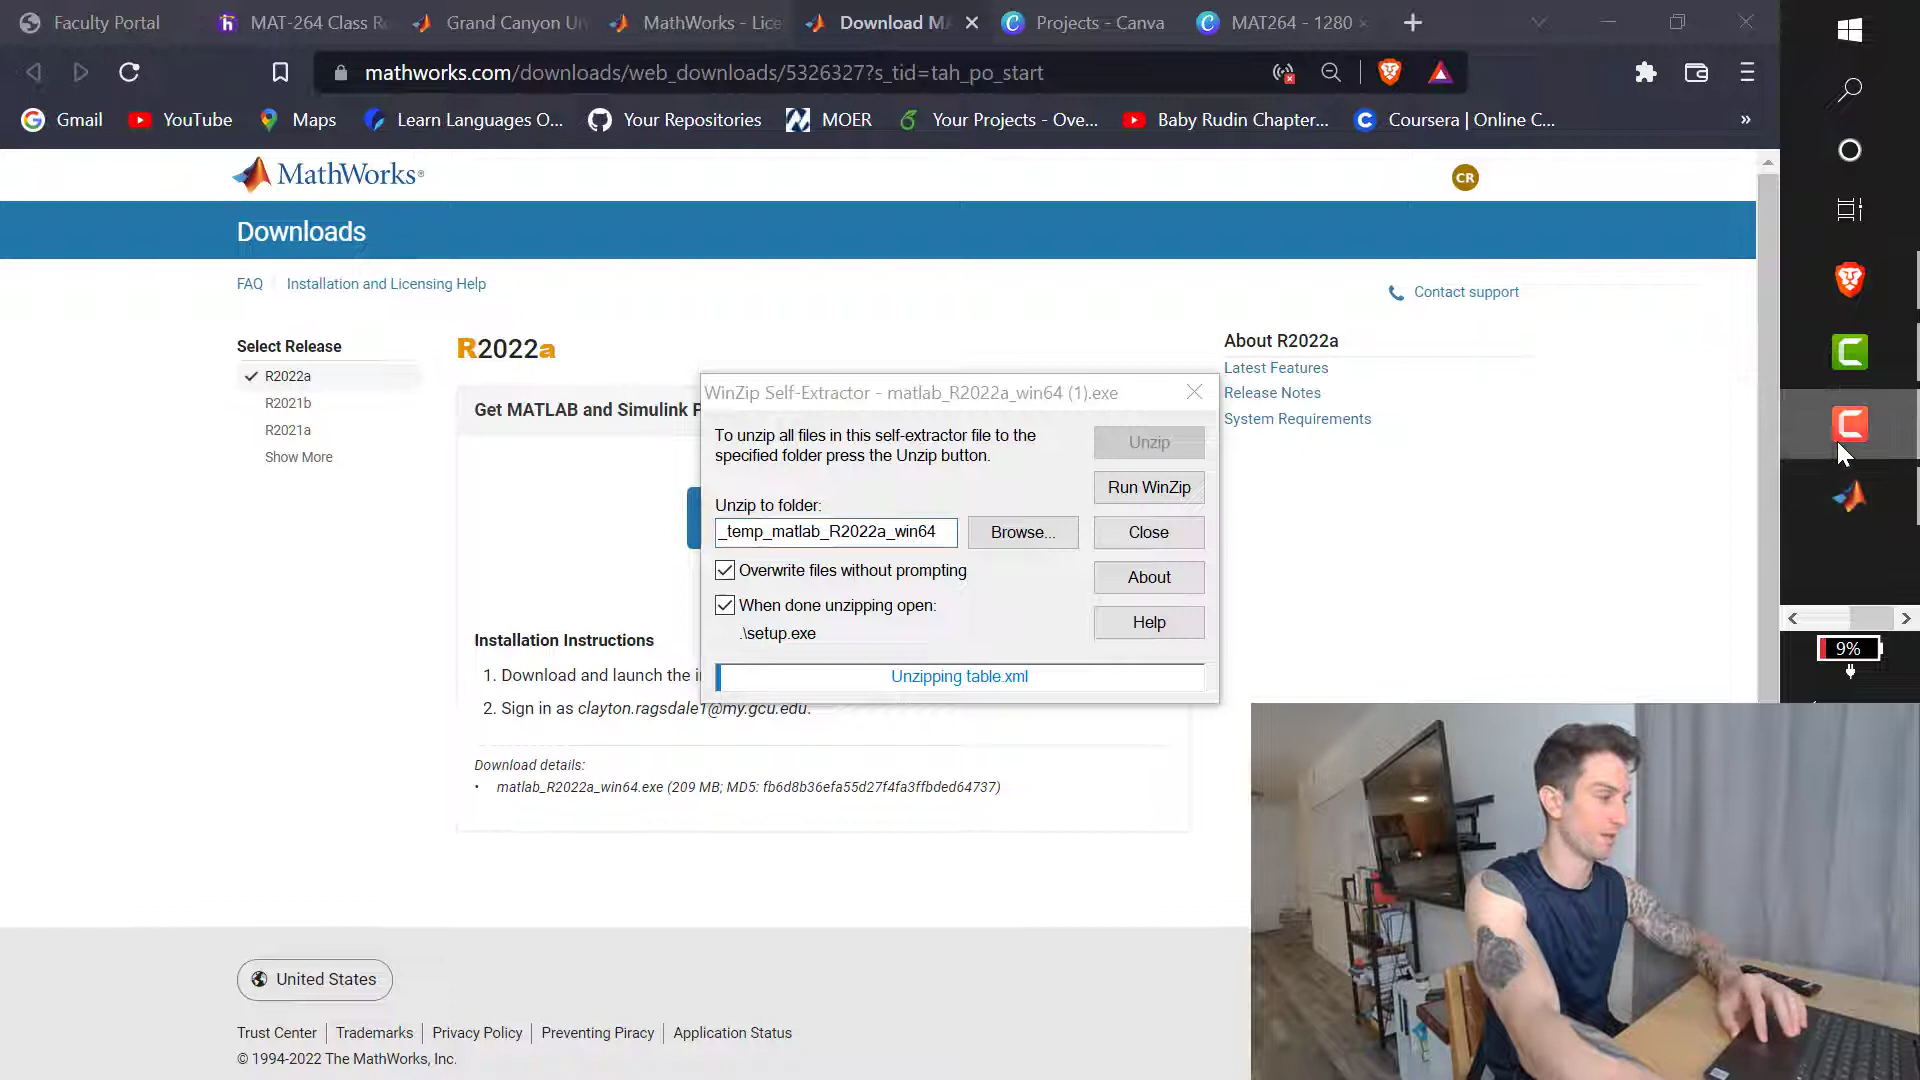 Faculty Portal
MAT-264 Class Re
Grand Canyon Un
MathWorks - Lice
Download MA
Projects - Canva
MAT264 - 1280 ×
mathworks.com/downloads/web_downloads/5326327?s_tid=tah_po_start
Gmail
YouTube
Maps
Learn Languages O...
Your Repositories
MOER
Your Projects - Ove...
Baby Rudin Chapter...
Coursera | Online C...
»
MathWorks®
CR
Downloads
FAQ
Installation and Licensing Help
Contact support
Select Release
R2022a
R2021b
R2021a
Show More
R2022a
Get MATLAB and Simulink P
About R2022a
Latest Features
Release Notes
System Requirements
WinZip Self-Extractor - matlab_R2022a_win64 (1).exe
To unzip all files in this self-extractor file to the
specified folder press the Unzip button.
Unzip to folder:
_temp_matlab_R2022a_win64
Browse...
Overwrite files without prompting
When done unzipping open:
.\setup.exe
Unzip
Run WinZip
Close
About
Help
Unzipping table.xml
Installation Instructions
1. Download and launch the i
2. Sign in as clayton.ragsdale1@my.gcu.edu.
Download details:
• matlab_R2022a_win64.exe (209 MB; MD5: fb6d8b36efa55d27f4fa3ffbded64737)
9%
United States
Trust Center
Trademarks
Privacy Policy
Preventing Piracy
Application Status
© 1994-2022 The MathWorks, Inc.